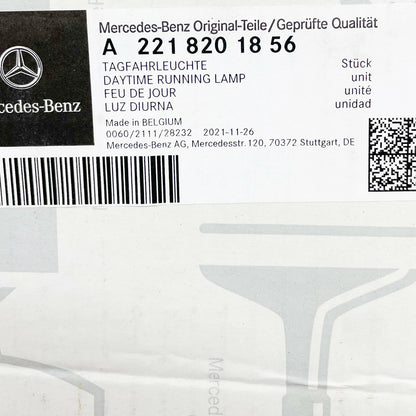 Mercedes-Benz Original-Teile/Geprüfte Qualität
A 221 820 18 56
TAGFAHRLEUCHTE Stück
DAYTIME RUNNING LAMP unit
FEU DE JOUR unité
LUZ DIURNA unidad
rcedes-Benz
Made in BELGIUM
0060/2111/28232 2021-11-26
Mercedes-Benz AG, Mercedesstr.120, 70372 Stuttgart, DE
Mercedes-Be